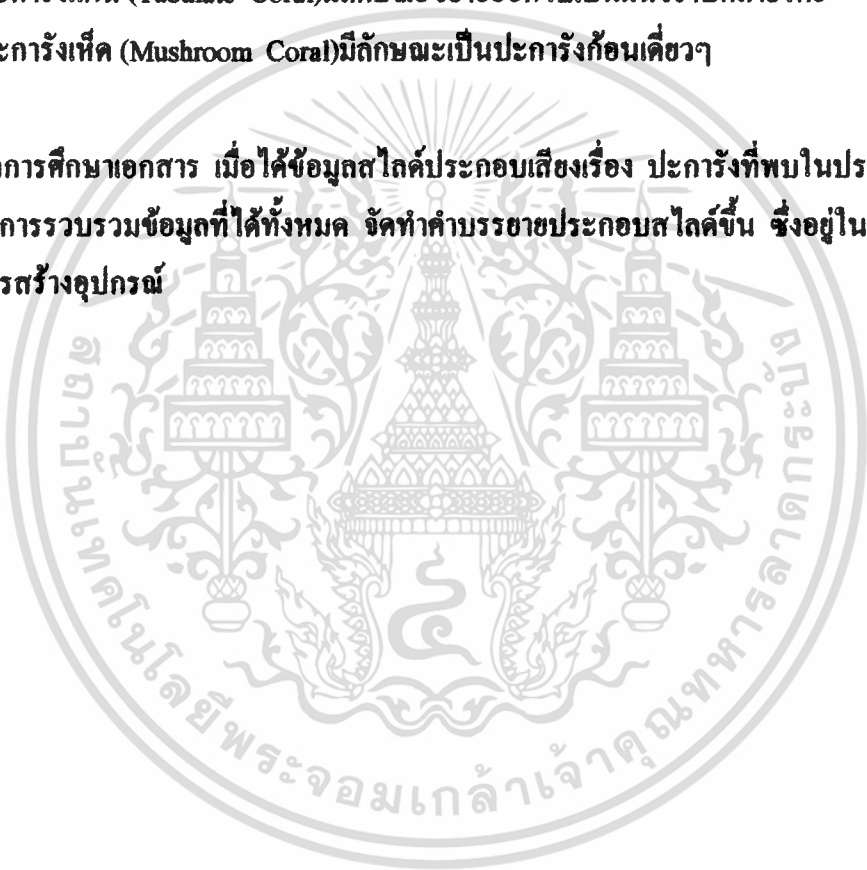 (Mushroom Coral)มีลักษณะเป็นปะการังก้อนเดี่ยวๆ
การศึกษาเอกสาร เมื่อได้ข้อมูลสไลด์ประกอบเสียงเรื่อง ปะการังที่พบในปร
การรวบรวมข้อมูลที่ได้ทั้งหมด จัดทำคำบรรยายประกอบสไลด์ขึ้น ซึ่งอยู่ใน
รสร้างอุปกรณ์
สถาบันเทคโนโลยีพระจอมเกล้าเจ้าคุณทหารลาดกระบัง